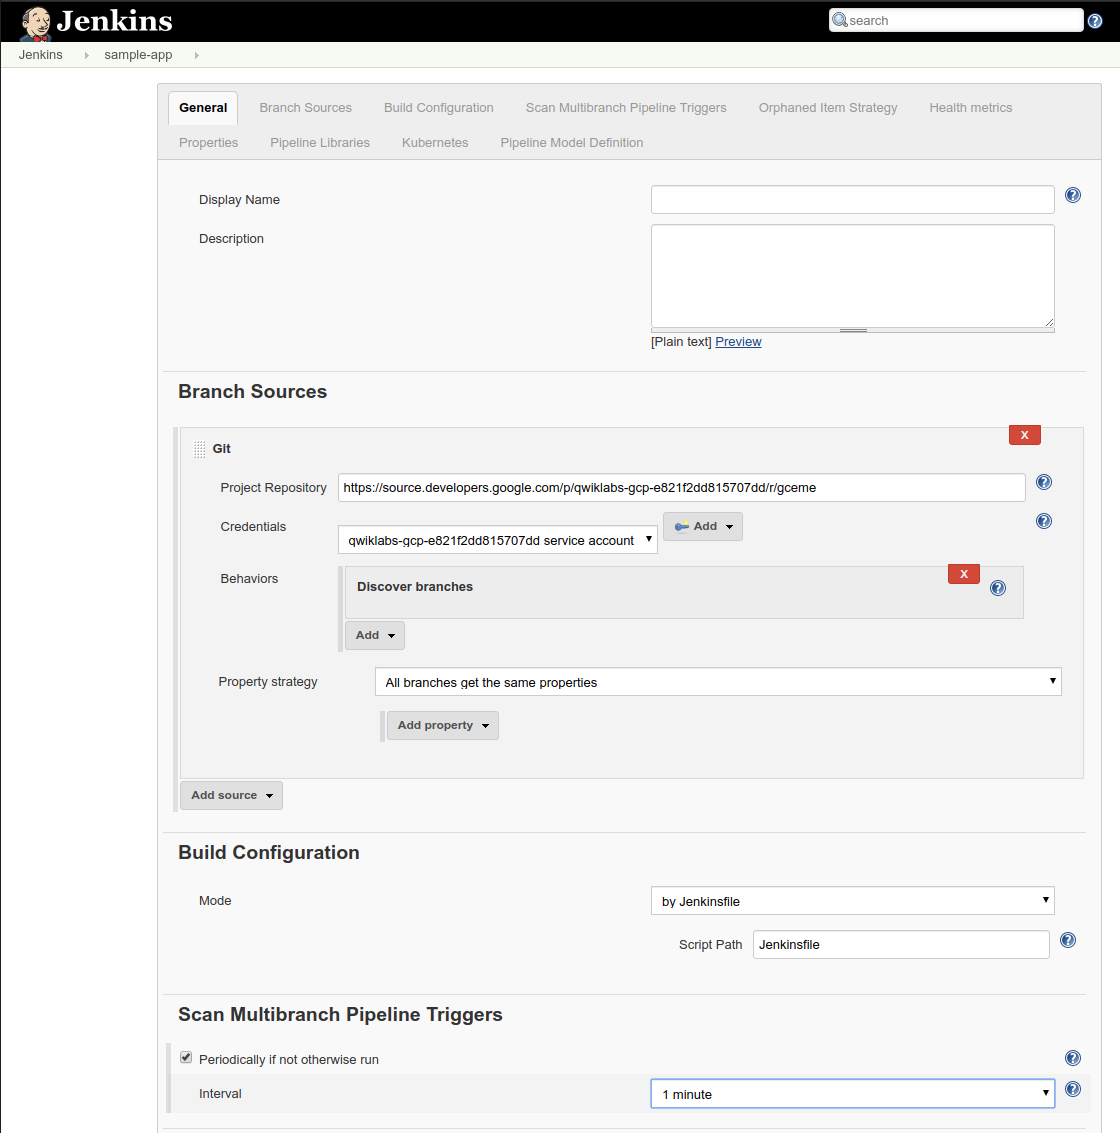 Jenkins
search
Jenkins sample-app
General Branch Sources Build Configuration Scan Multibranch Pipeline Triggers Orphaned Item Strategy Health metrics
Properties Pipeline Libraries Kubernetes Pipeline Model Definition
Display Name
Description
[Plain text] Preview
Branch Sources
X
Git
Project Repository https://source.developers.google.com/p/qwiklabs-gcp-e821f2dd815707dd/r/gceme
Credentials qwiklabs-gcp-e821f2dd815707dd service account Add
Behaviors
Discover branches X
Add
Property strategy All branches get the same properties
Add property
Add source
Build Configuration
Mode by Jenkinsfile
Script Path Jenkinsfile
Scan Multibranch Pipeline Triggers
Periodically if not otherwise run
Interval 1 minute